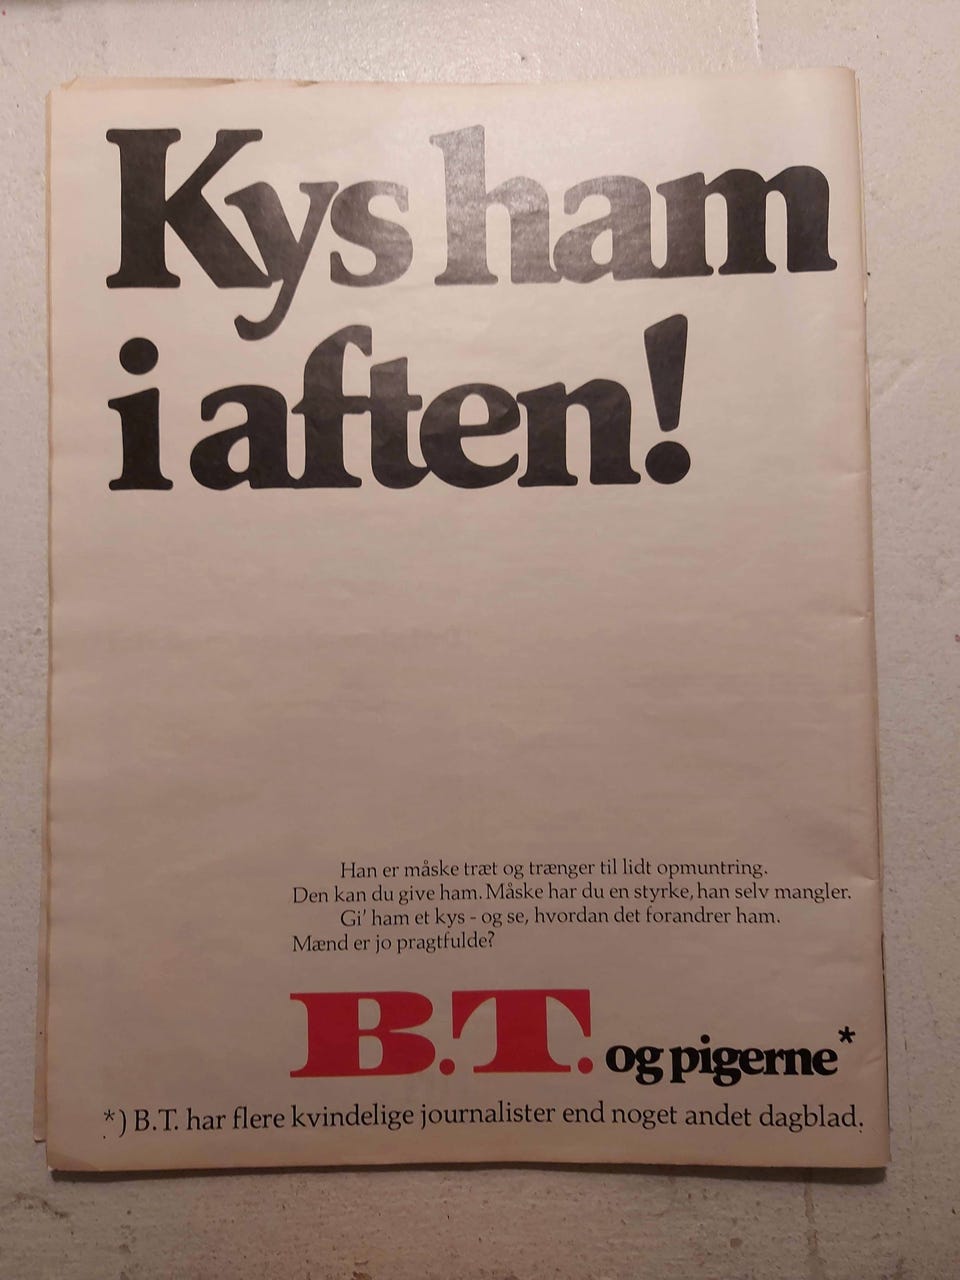 Kys ham
i aften!
Han er måske træt og trænger til lidt opmuntring.
Den kan du give ham. Måske har du en styrke, han selv mangler.
Gi' ham et kys - og se, hvordan det forandrer ham.
Mænd er jo pragtfulde?
B.T. og pigerne*
*) B.T. har flere kvindelige journalister end noget andet dagblad.